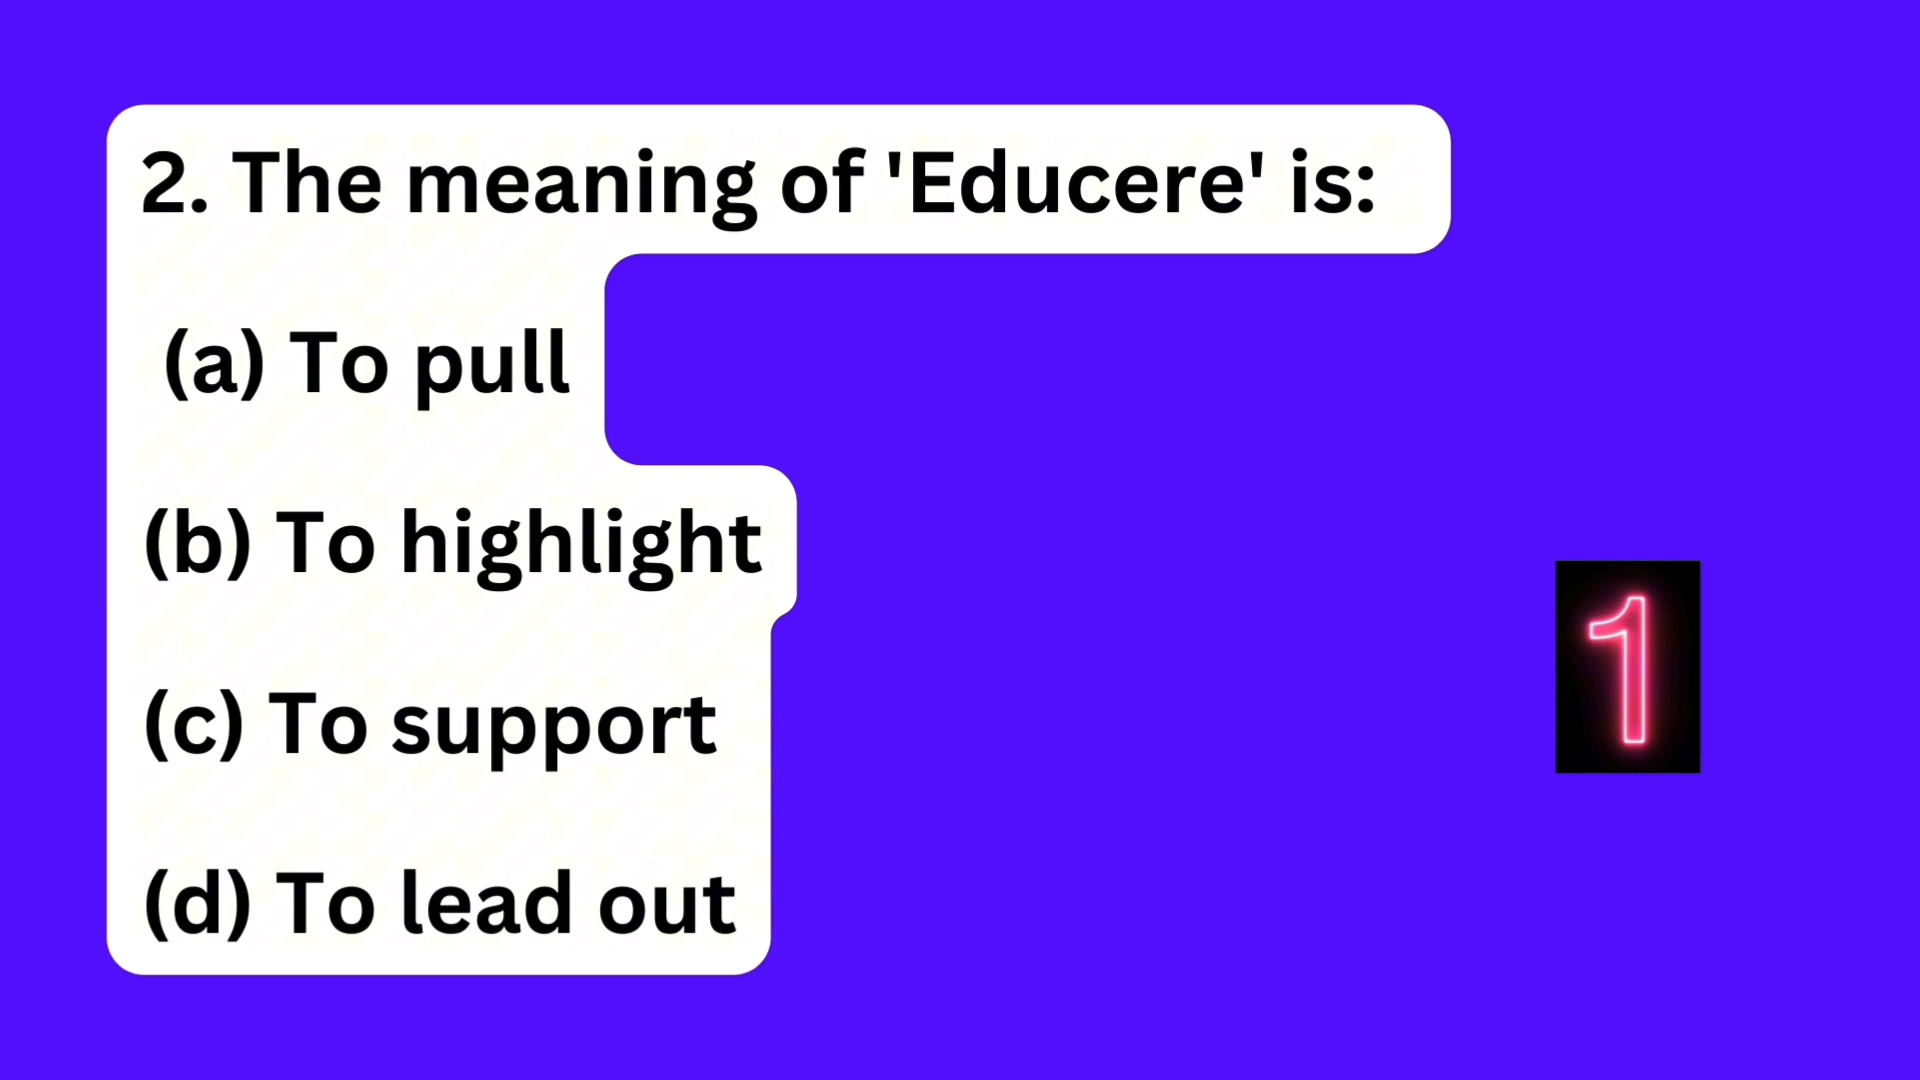 2. The meaning of 'Educere' is:
(a) To pull
(b) To highlight
(c) To support
(d) To lead out
1